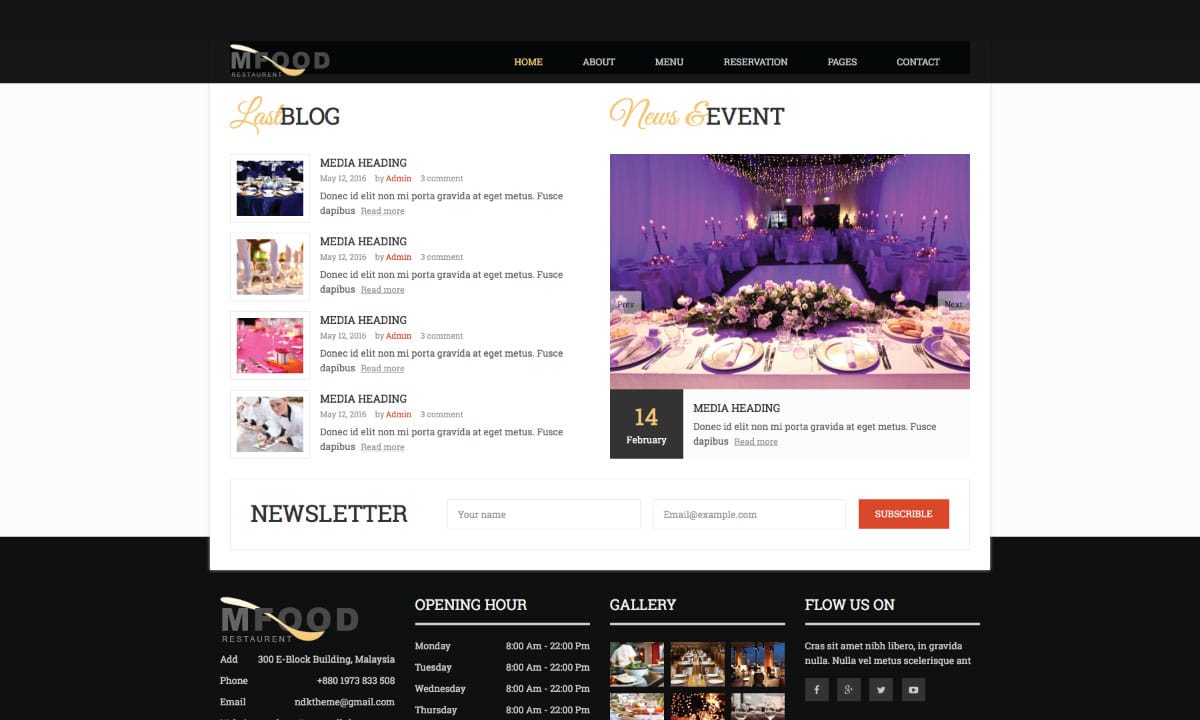 MFOOD
RESTAURENT
HOME ABOUT MENU RESERVATION PAGES CONTACT
Last BLOG
MEDIA HEADING
May 12, 2016 by Admin 3 comment
Donec id elit non mi porta gravida at eget metus. Fusce
dapibus Read more
MEDIA HEADING
May 12, 2016 by Admin 3 comment
Donec id elit non mi porta gravida at eget metus. Fusce
dapibus Read more
MEDIA HEADING
May 12, 2016 by Admin 3 comment
Donec id elit non mi porta gravida at eget metus. Fusce
dapibus Read more
MEDIA HEADING
May 12, 2016 by Admin 3 comment
Donec id elit non mi porta gravida at eget metus. Fusce
dapibus Read more
News & EVENT
Prev Next
14
February
MEDIA HEADING
Donec id elit non mi porta gravida at eget metus. Fusce
dapibus Read more
NEWSLETTER Your name Email@example.com SUBSCRIBLE
MFOOD
RESTAURENT
Add 300 E-Block Building, Malaysia
Phone +880 1973 833 508
Email ndktheme@gmail.com
OPENING HOUR
Monday 8:00 Am - 22:00 Pm
Tuesday 8:00 Am - 22:00 Pm
Wednesday 8:00 Am - 22:00 Pm
Thursday 8:00 Am - 22:00 Pm
GALLERY
FLOW US ON
Cras sit amet nibh libero, in gravida
nulla. Nulla vel metus scelerisque ant